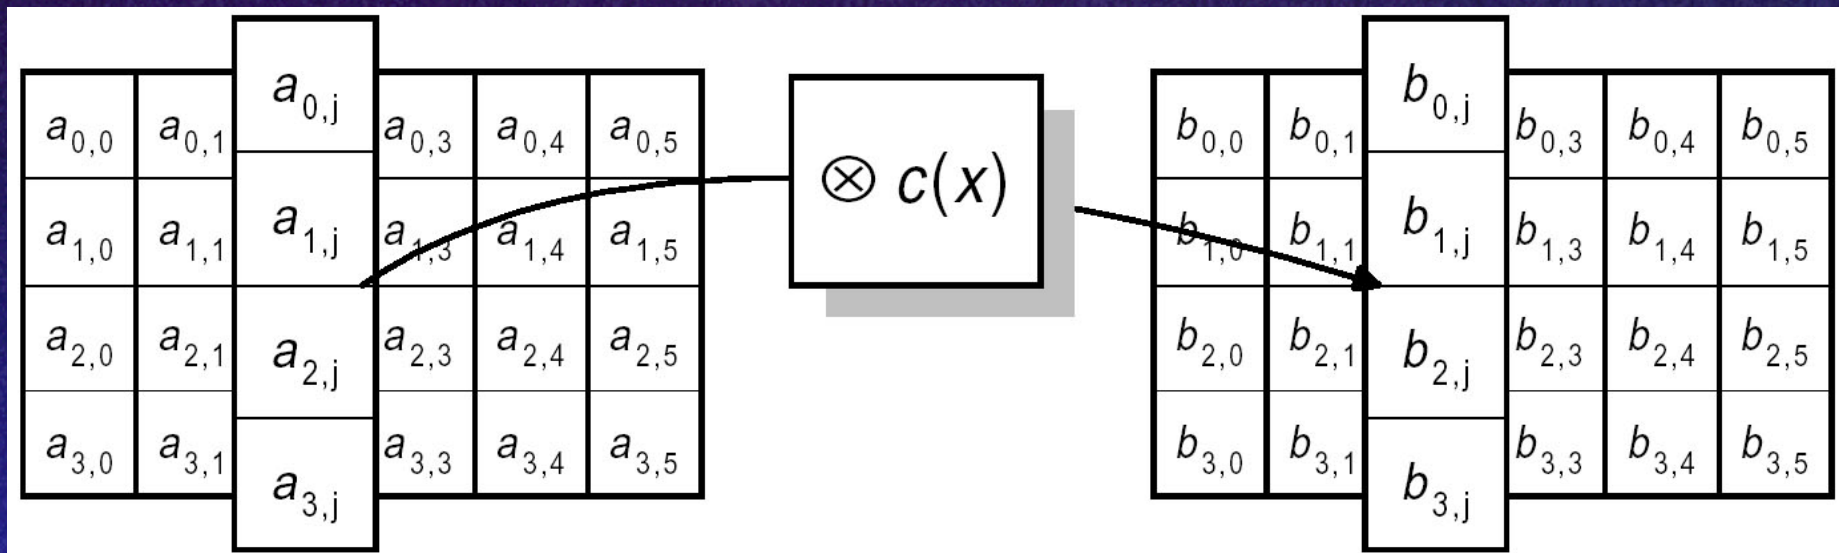 a0,j
a0,0 a0,1 a0,3 a0,4 a0,5
a1,j
a1,0 a1,1 a1,3 a1,4 a1,5
a2,j
a2,0 a2,1 a2,3 a2,4 a2,5
a3,j
a3,0 a3,1 a3,3 a3,4 a3,5
⊗ c(x)
b0,j
b0,0 b0,1 b0,3 b0,4 b0,5
b1,j
b1,0 b1,1 b1,3 b1,4 b1,5
b2,j
b2,0 b2,1 b2,3 b2,4 b2,5
b3,j
b3,0 b3,1 b3,3 b3,4 b3,5